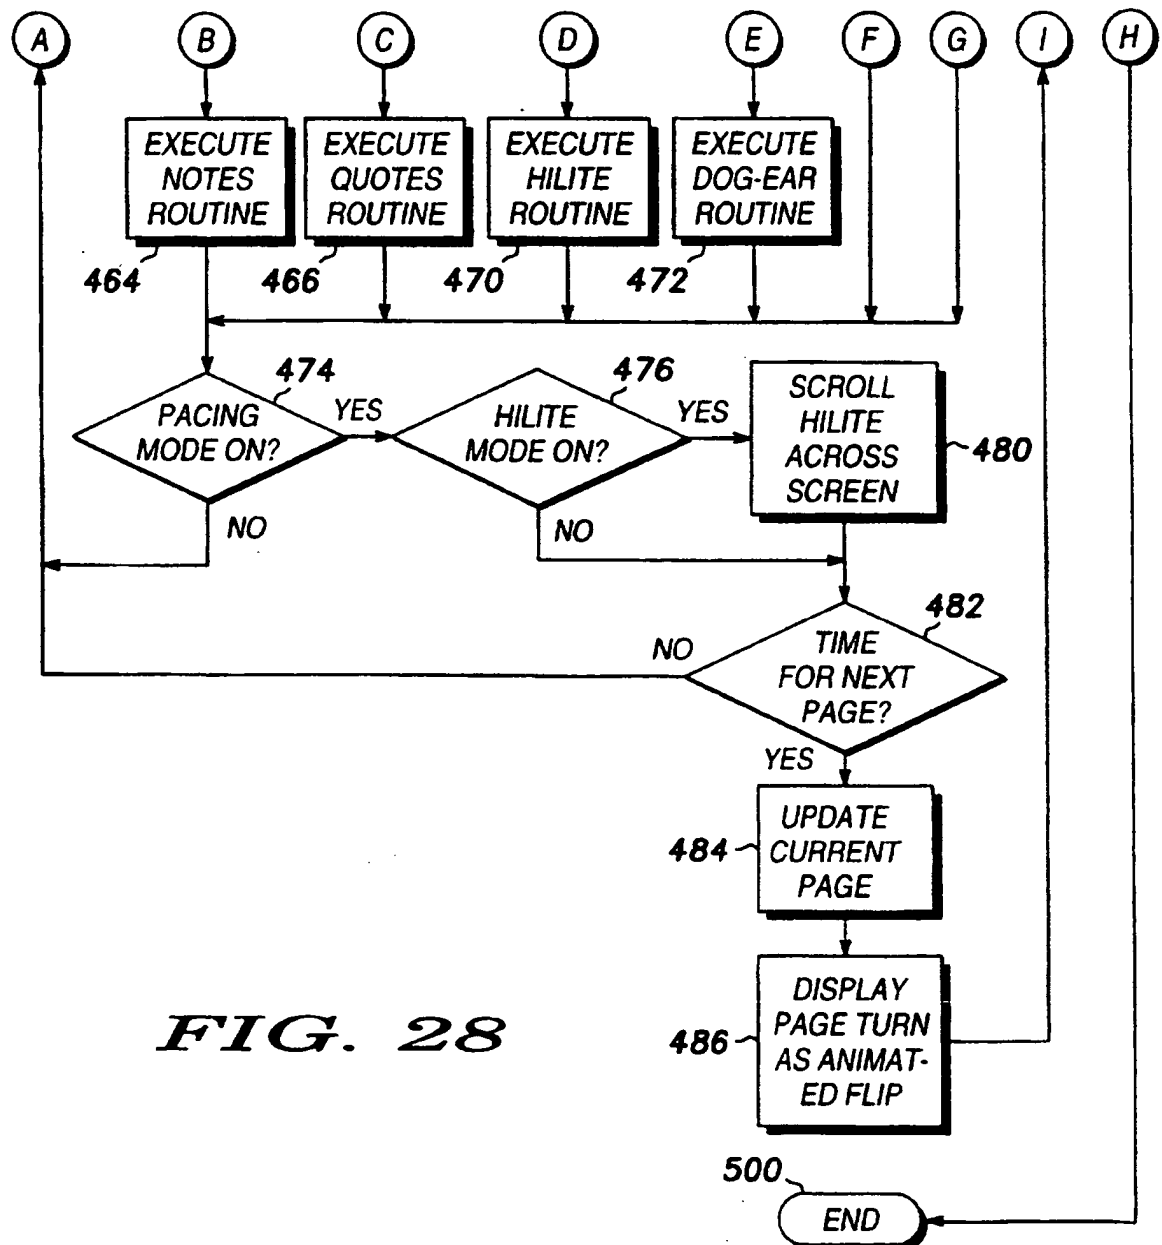 A B C D E F G I H
EXECUTE
NOTES
ROUTINE
EXECUTE
QUOTES
ROUTINE
EXECUTE
HILITE
ROUTINE
EXECUTE
DOG-EAR
ROUTINE
464
466
470
472
474
PACING
MODE ON?
YES
NO
476
HILITE
MODE ON?
YES
NO
SCROLL
HILITE
ACROSS
SCREEN
480
482
TIME
FOR NEXT
PAGE?
NO
YES
UPDATE
CURRENT
PAGE
484
DISPLAY
PAGE TURN
AS ANIMAT-
ED FLIP
486
FIG. 28
500
END